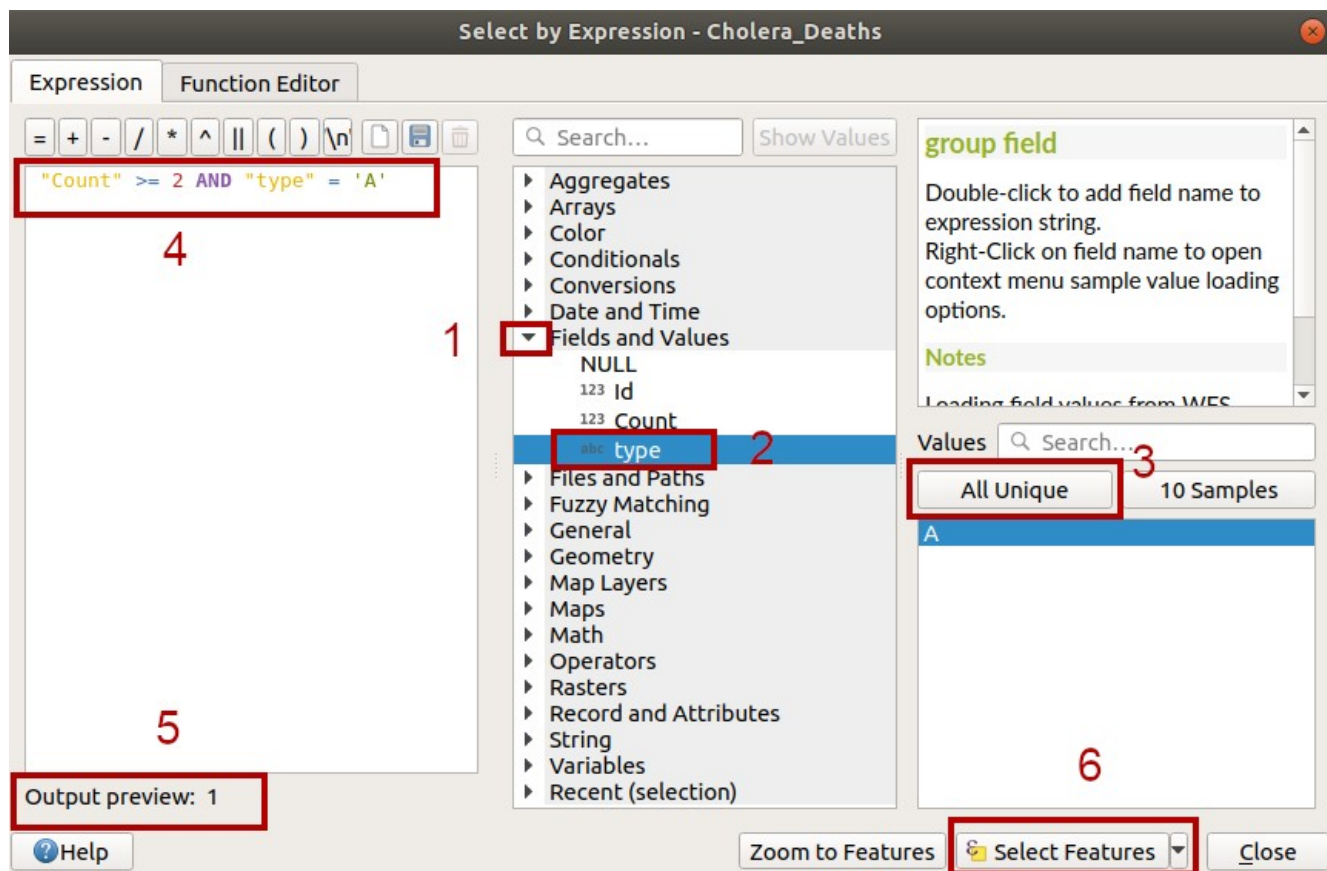 Select by Expression - Cholera_Deaths
Expression
Function Editor
= + - / * ^ || ( ) \n'
"Count" >= 2 AND "type" = 'A'
4
5
Output preview: 1
Help
Search...
Show Values
Aggregates
Arrays
Color
Conditionals
Conversions
Date and Time
1
Fields and Values
NULL
123 Id
123 Count
abc type
2
Files and Paths
Fuzzy Matching
General
Geometry
Map Layers
Maps
Math
Operators
Rasters
Record and Attributes
String
Variables
Recent (selection)
group field
Double-click to add field name to
expression string.
Right-Click on field name to open
context menu sample value loading
options.
Notes
Loading field values from WFS
Values
Search...
3
All Unique
10 Samples
A
6
Zoom to Features
Select Features
Close